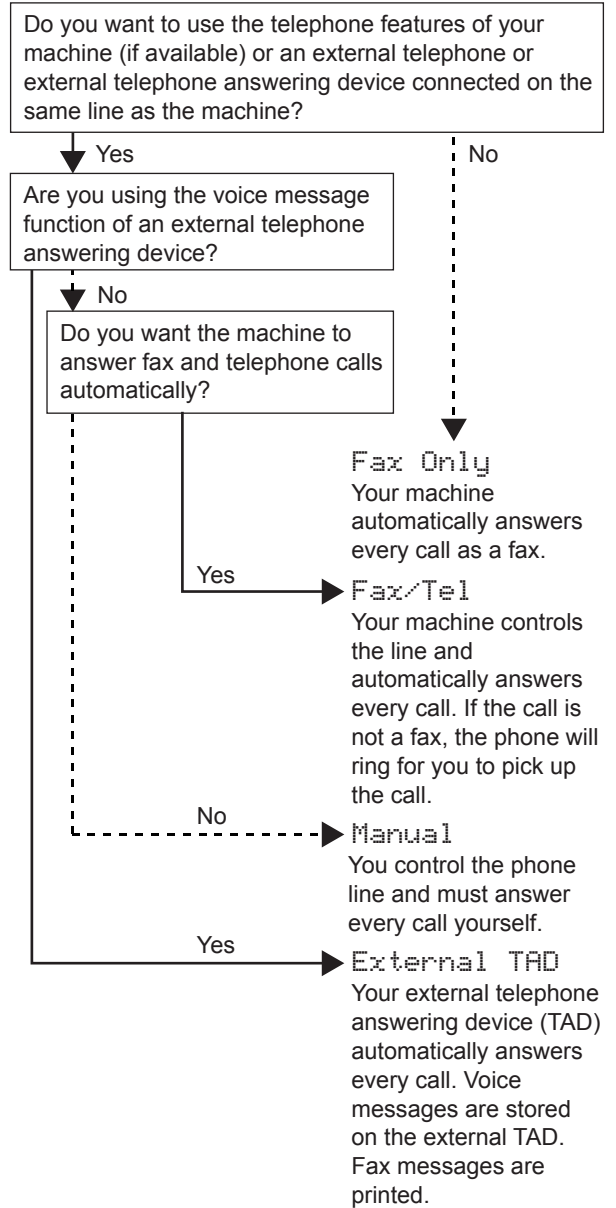 Do you want to use the telephone features of your
machine (if available) or an external telephone or
external telephone answering device connected on the
same line as the machine?
Yes
No
Are you using the voice message
function of an external telephone
answering device?
No
Do you want the machine to
answer fax and telephone calls
automatically?
Fax Only
Your machine
automatically answers
every call as a fax.
Yes
Fax/Tel
Your machine controls
the line and
automatically answers
every call. If the call is
not a fax, the phone will
ring for you to pick up
the call.
No
Manual
You control the phone
line and must answer
every call yourself.
Yes
External TAD
Your external telephone
answering device (TAD)
automatically answers
every call. Voice
messages are stored
on the external TAD.
Fax messages are
printed.